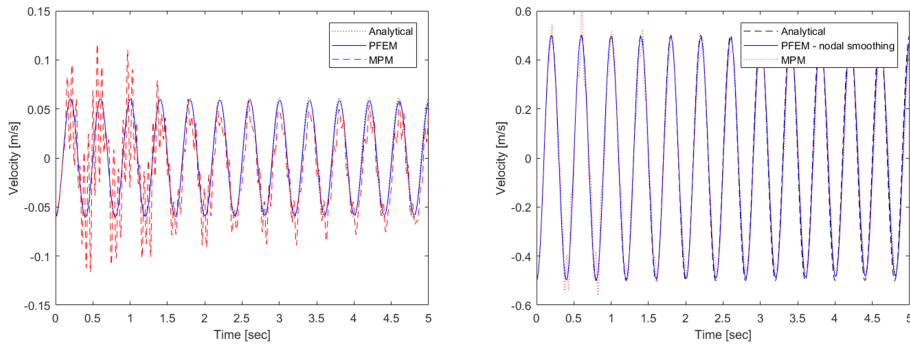 0.15
0.1
0.05
0
-0.05
-0.1
-0.15
Velocity [m/s]
Analytical
PFEM
MPM
0 0.5 1 1.5 2 2.5 3 3.5 4 4.5 5
Time [sec]
0.6
0.4
0.2
0
-0.2
-0.4
-0.6
Velocity [m/s]
Analytical
PFEM - nodal smoothing
MPM
0 0.5 1 1.5 2 2.5 3 3.5 4 4.5 5
Time [sec]